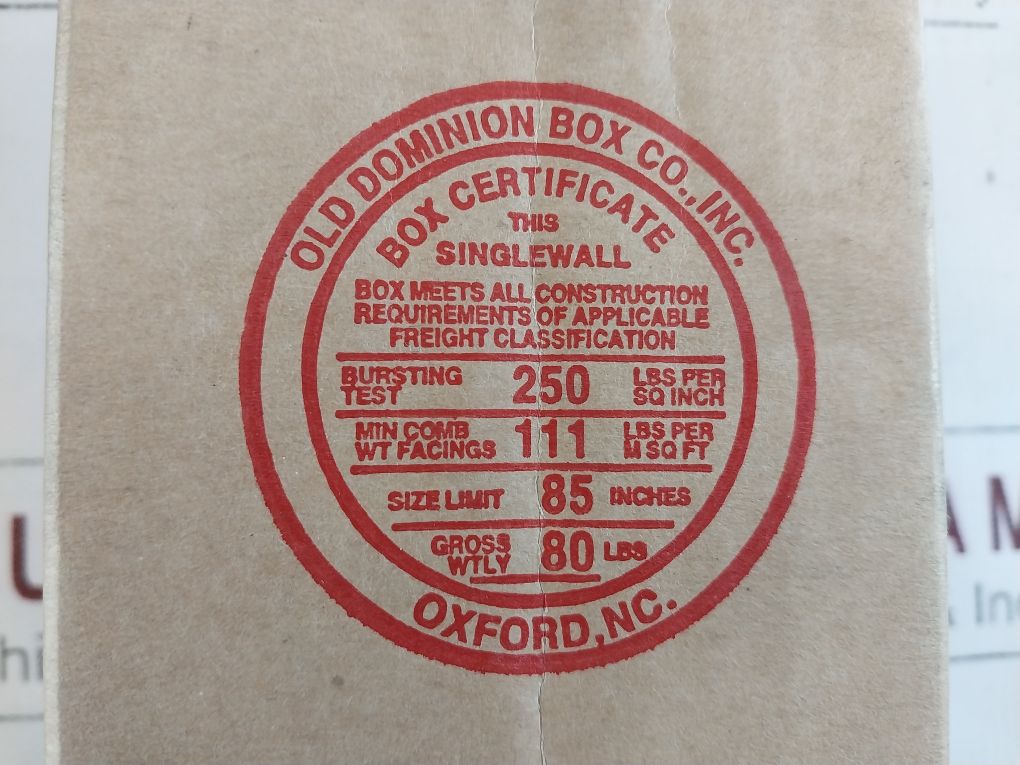 OLD DOMINION BOX CO., INC.
BOX CERTIFICATE
THIS
SINGLEWALL
BOX MEETS ALL CONSTRUCTION
REQUIREMENTS OF APPLICABLE
FREIGHT CLASSIFICATION
BURSTING TEST 250 LBS PER SQ INCH
MIN COMB WT FACINGS 111 LBS PER M SQ FT
SIZE LIMIT 85 INCHES
GROSS WTLY 80 LBS
OXFORD, NC.